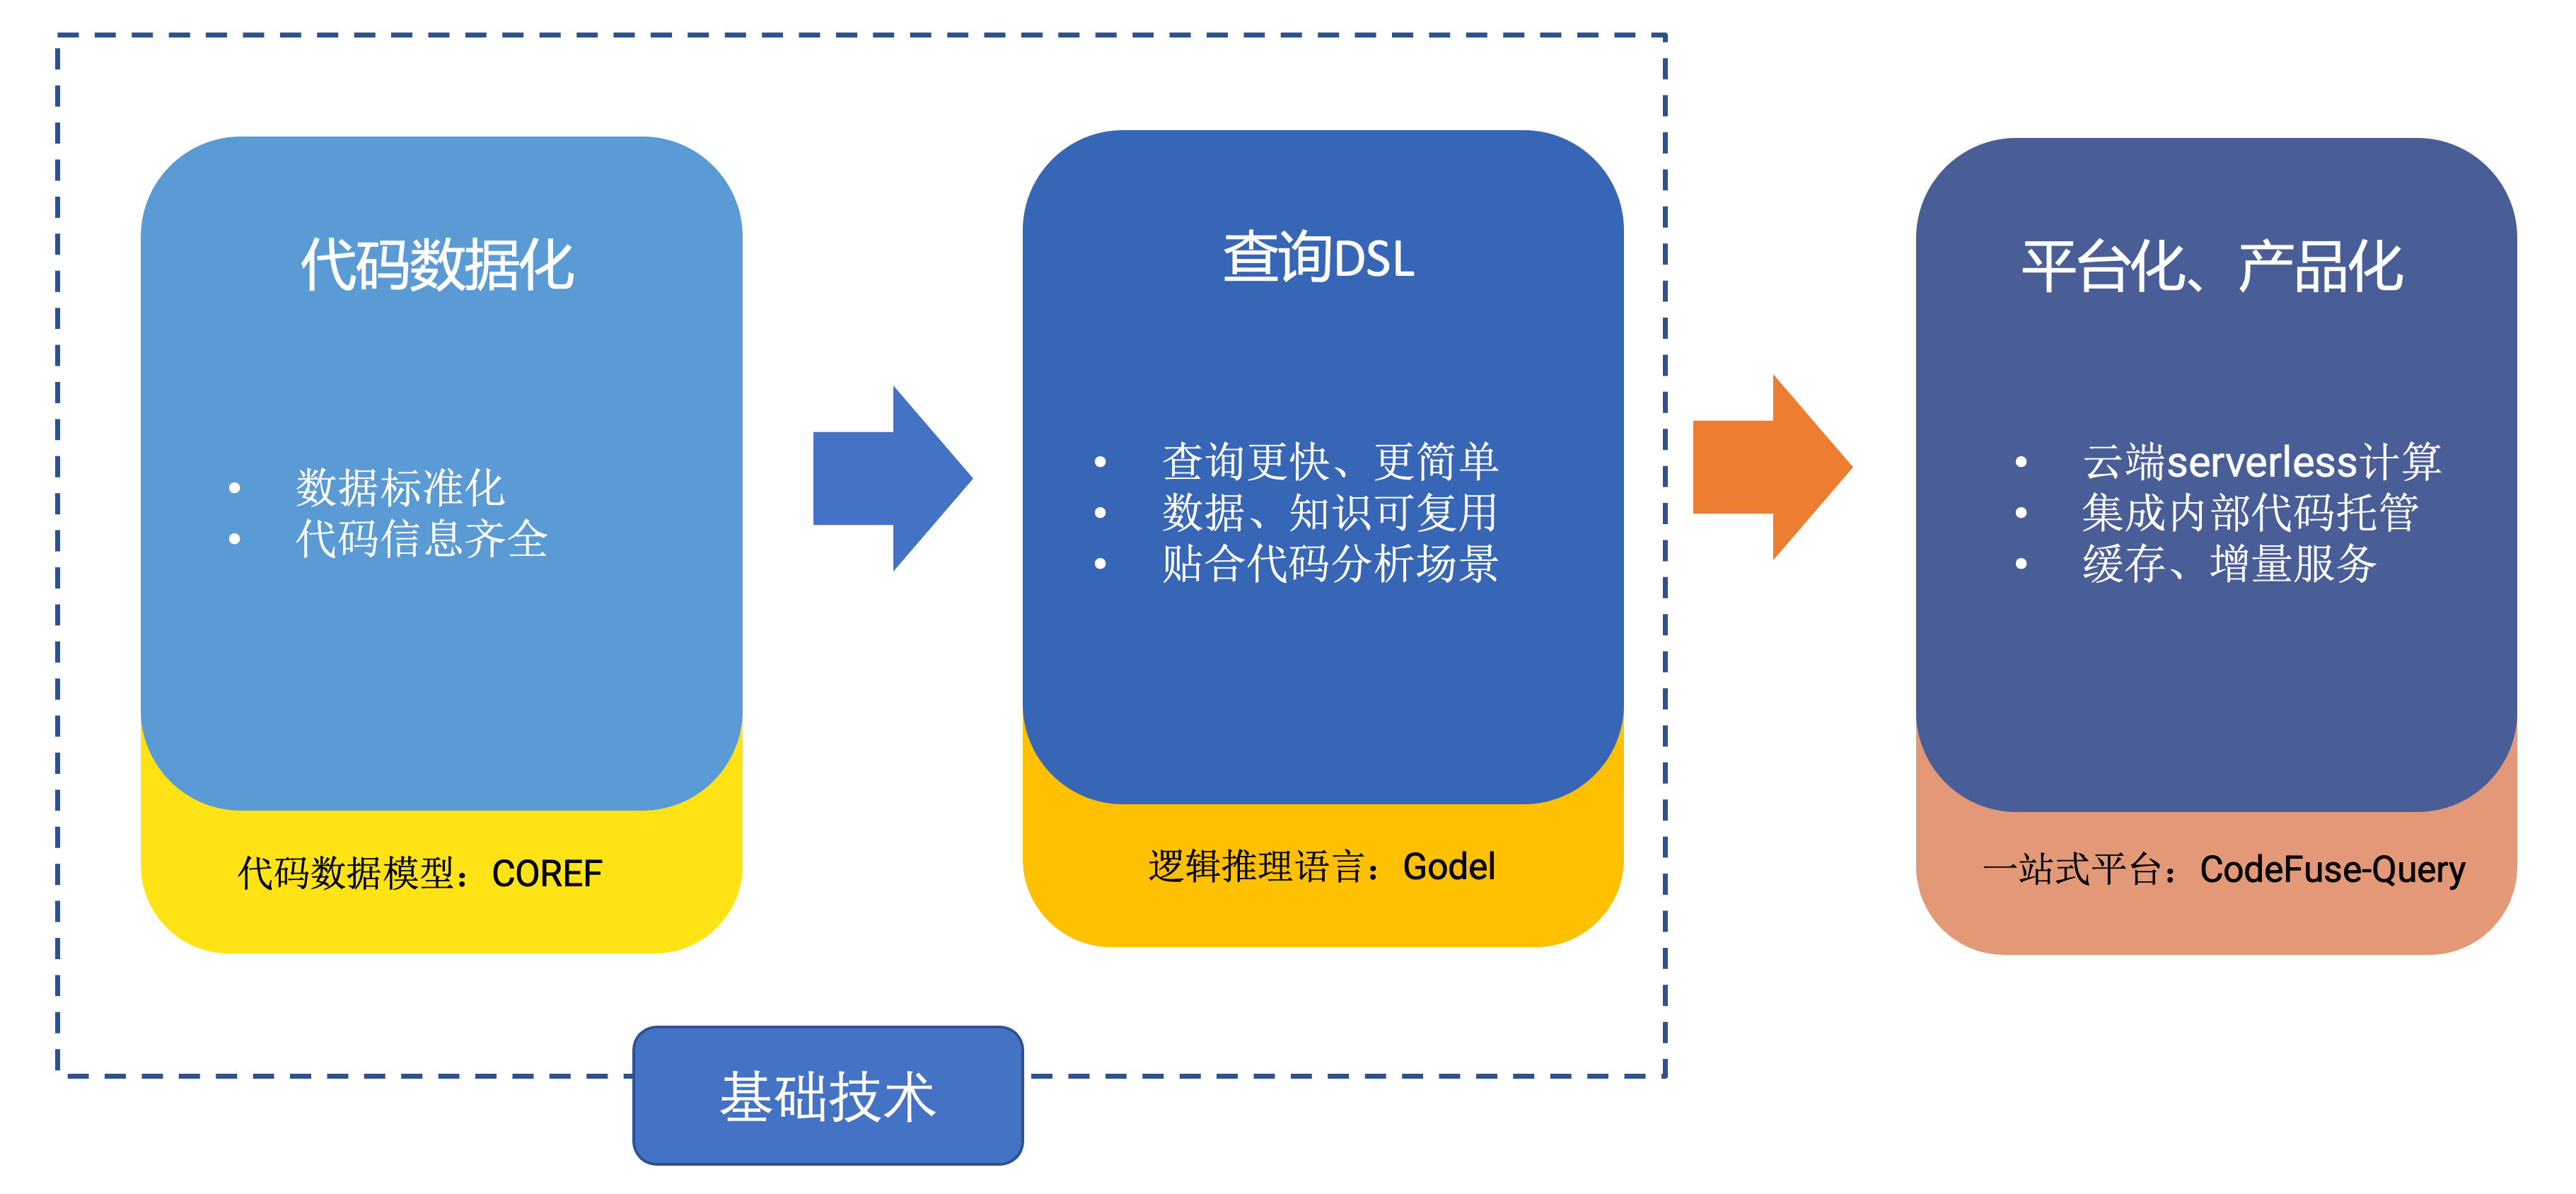 代码数据化
• 数据标准化
• 代码信息齐全
代码数据模型：COREF
查询DSL
• 查询更快、更简单
• 数据、知识可复用
• 贴合代码分析场景
逻辑推理语言：Godel
平台化、产品化
• 云端serverless计算
• 集成内部代码托管
• 缓存、增量服务
一站式平台：CodeFuse-Query
基础技术